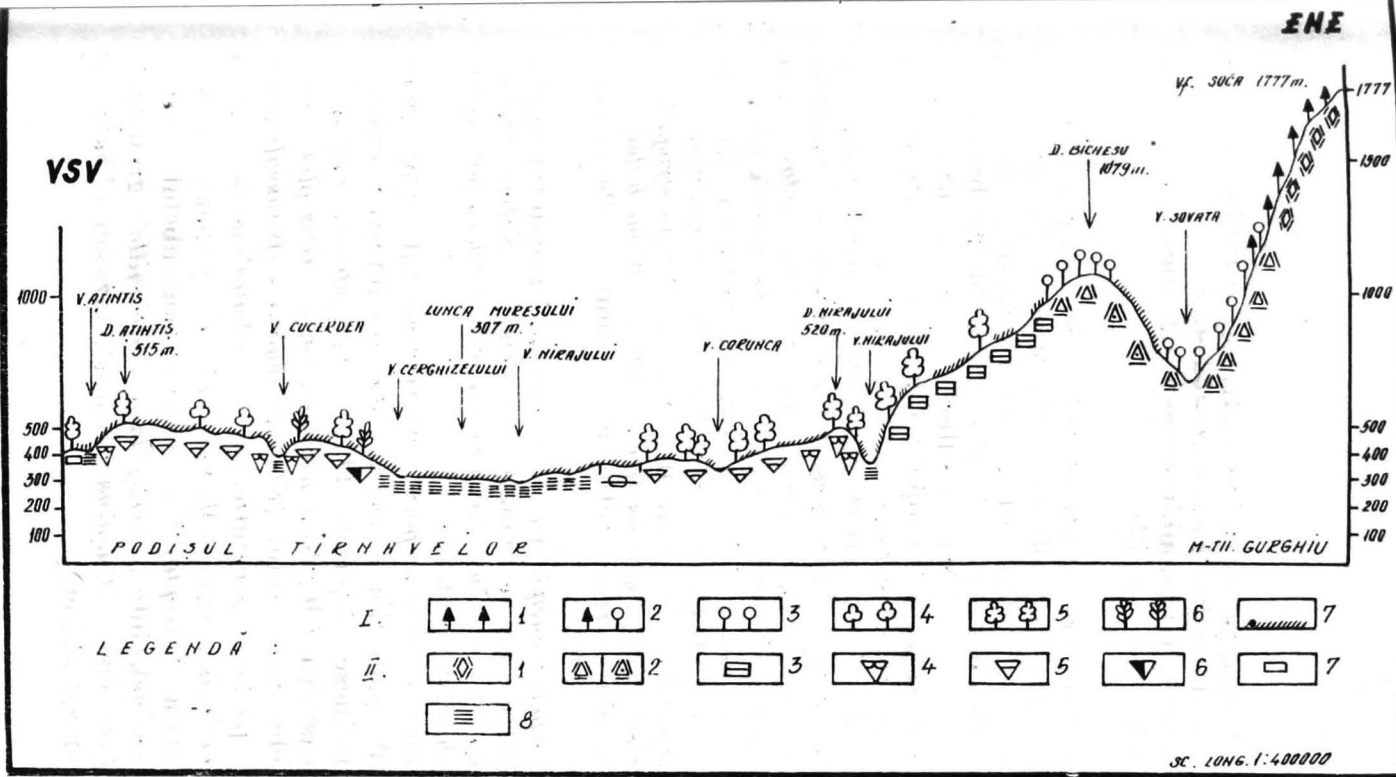 ENE
VSV
Vf. SUCA 1777 m.
1777
1500
D. BICHESU
1079 m.
V. SOVATA
1000
1000
V. ATINTIS
D. ATINTIS
515 m.
V. CUCERDEA
LUNCA MURESULUI
307 m.
V. CERGHIZELULUI
V. NIRAJULUI
V. CORUNCA
D. NIRAJULUI
520 m.
V. NIRAJULUI
500
400
300
200
100
500
400
300
200
100
PODISUL TIRNAVELOR
M-TII. GURGHIU
LEGENDĂ :
I. 1 2 3 4 5 6 7
II. 1 2 3 4 5 6 7
8
SC. LONG. 1:400000